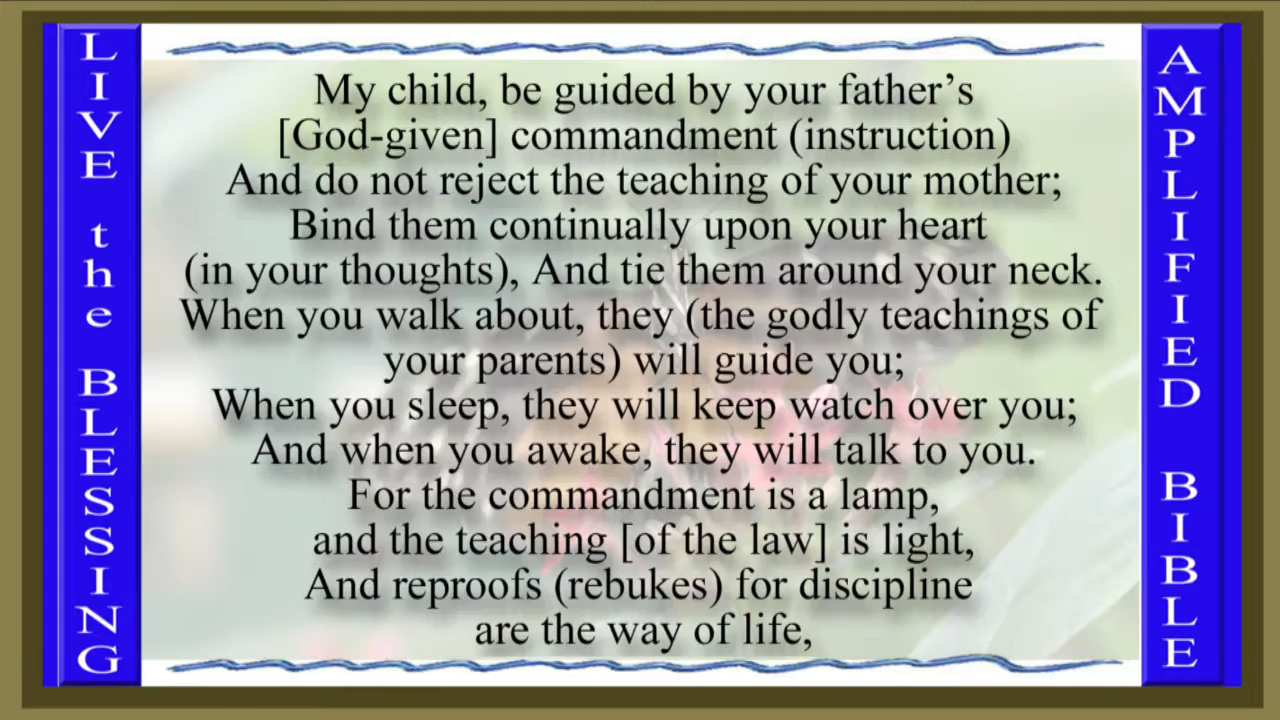 LIVE the BLESSING
My child, be guided by your father’s
[God-given] commandment (instruction)
And do not reject the teaching of your mother;
Bind them continually upon your heart
(in your thoughts), And tie them around your neck.
When you walk about, they (the godly teachings of
your parents) will guide you;
When you sleep, they will keep watch over you;
And when you awake, they will talk to you.
For the commandment is a lamp,
and the teaching [of the law] is light,
And reproofs (rebukes) for discipline
are the way of life,
AMPLIFIED BIBLE